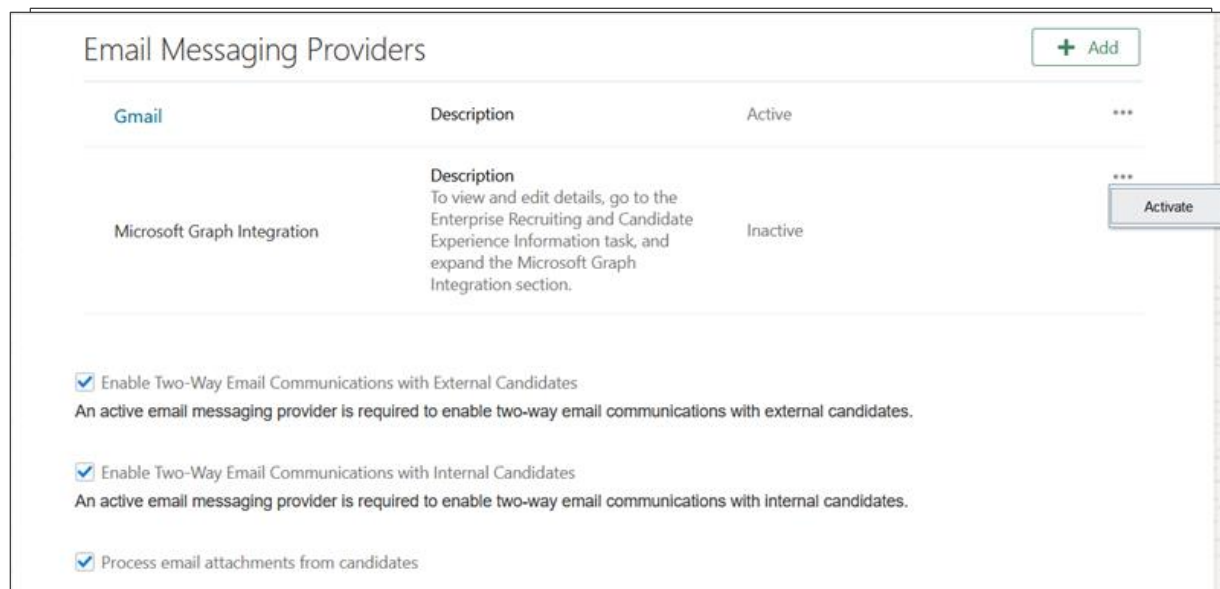 Email Messaging Providers
+ Add
Gmail
Description
Active
...
Description
...
To view and edit details, go to the
Activate
Enterprise Recruiting and Candidate
Microsoft Graph Integration
Experience Information task, and
Inactive
expand the Microsoft Graph
Integration section.
Enable Two-Way Email Communications with External Candidates
An active email messaging provider is required to enable two-way email communications with external candidates.
Enable Two-Way Email Communications with Internal Candidates
An active email messaging provider is required to enable two-way email communications with internal candidates.
Process email attachments from candidates